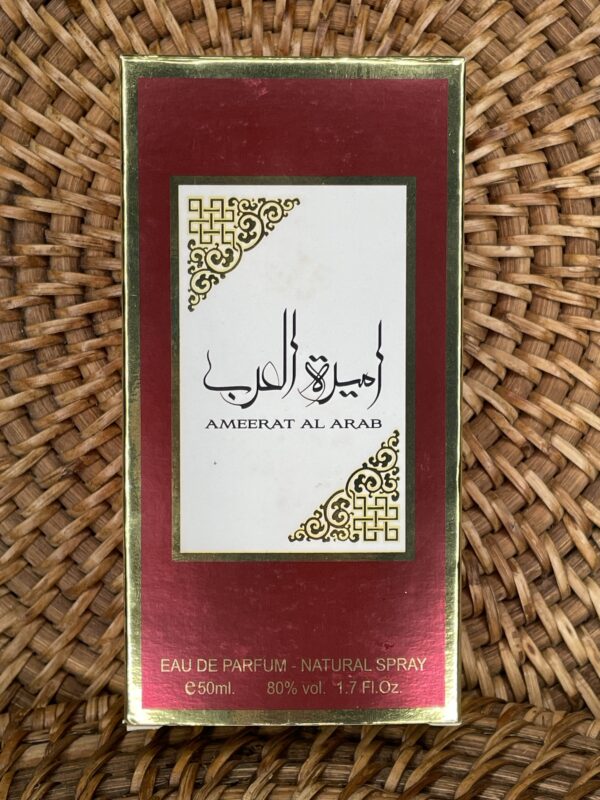 اميرة العرب
AMEERAT AL ARAB
EAU DE PARFUM - NATURAL SPRAY
℮50ml. 80% vol. 1.7 Fl.Oz.